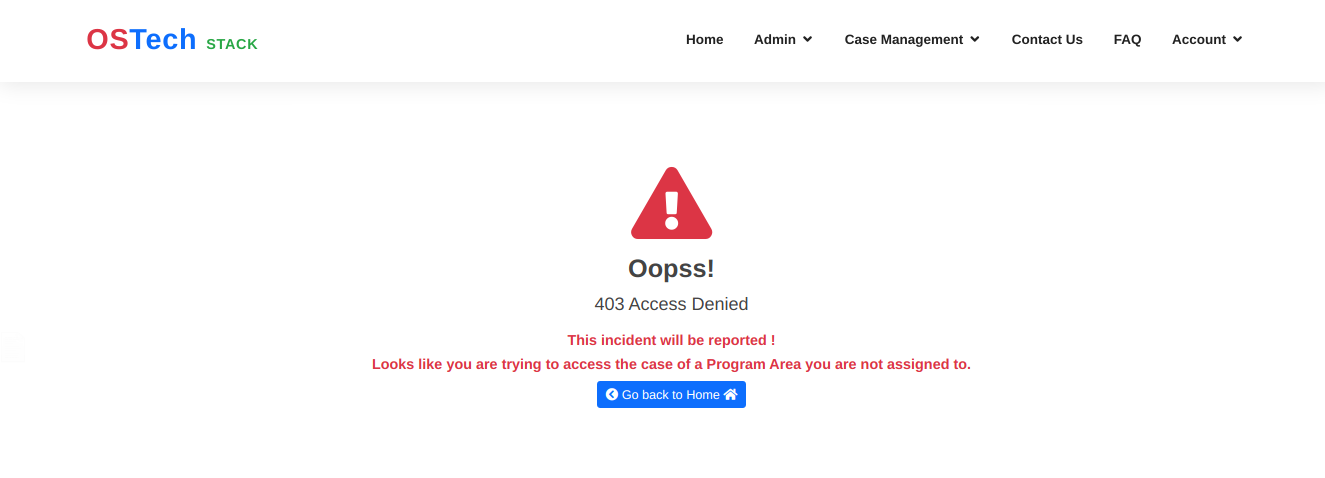 OSTech STACK
Home Admin Case Management Contact Us FAQ Account
Oopss!
403 Access Denied
This incident will be reported !
Looks like you are trying to access the case of a Program Area you are not assigned to.
Go back to Home